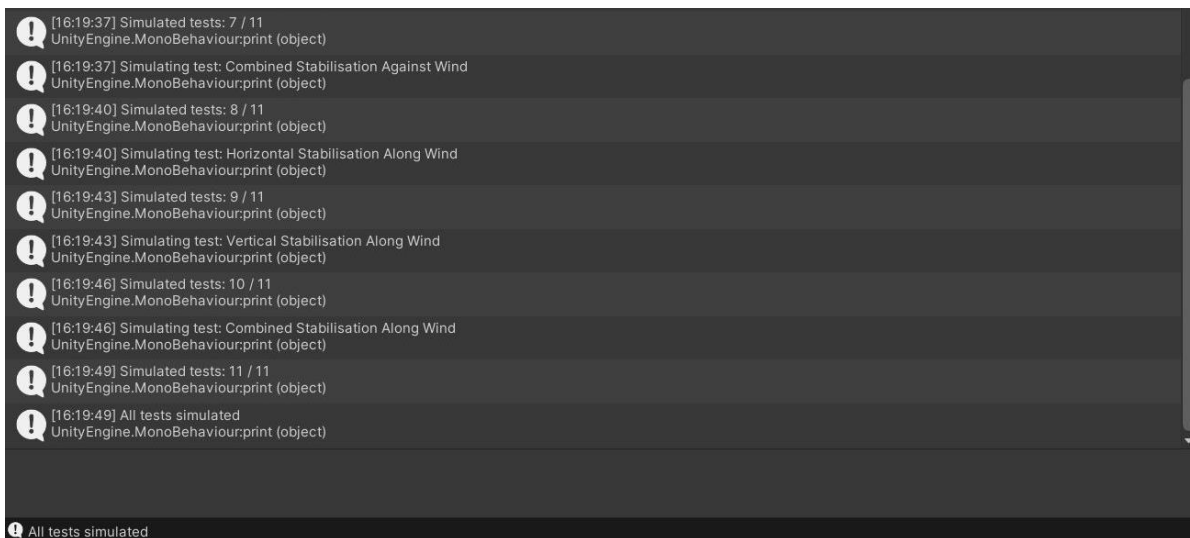 [16:19:37] Simulated tests: 7 / 11
UnityEngine.MonoBehaviour:print (object)
[16:19:37] Simulating test: Combined Stabilisation Against Wind
UnityEngine.MonoBehaviour:print (object)
[16:19:40] Simulated tests: 8 / 11
UnityEngine.MonoBehaviour:print (object)
[16:19:40] Simulating test: Horizontal Stabilisation Along Wind
UnityEngine.MonoBehaviour:print (object)
[16:19:43] Simulated tests: 9 / 11
UnityEngine.MonoBehaviour:print (object)
[16:19:43] Simulating test: Vertical Stabilisation Along Wind
UnityEngine.MonoBehaviour:print (object)
[16:19:46] Simulated tests: 10 / 11
UnityEngine.MonoBehaviour:print (object)
[16:19:46] Simulating test: Combined Stabilisation Along Wind
UnityEngine.MonoBehaviour:print (object)
[16:19:49] Simulated tests: 11 / 11
UnityEngine.MonoBehaviour:print (object)
[16:19:49] All tests simulated
UnityEngine.MonoBehaviour:print (object)
All tests simulated